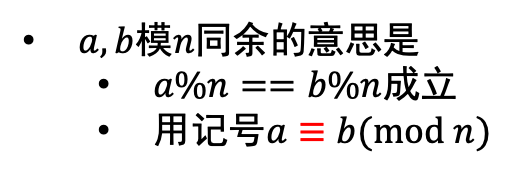 • a, b模n同余的意思是
• a%n == b%n成立
• 用记号a ≡ b(mod n)